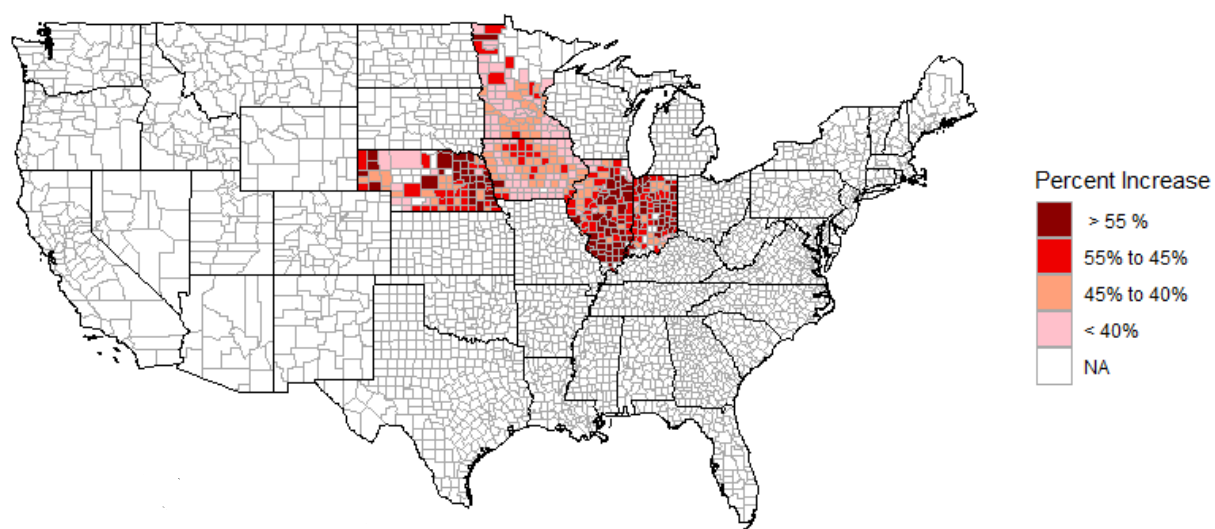 Percent Increase
> 55 %
55% to 45%
45% to 40%
< 40%
NA